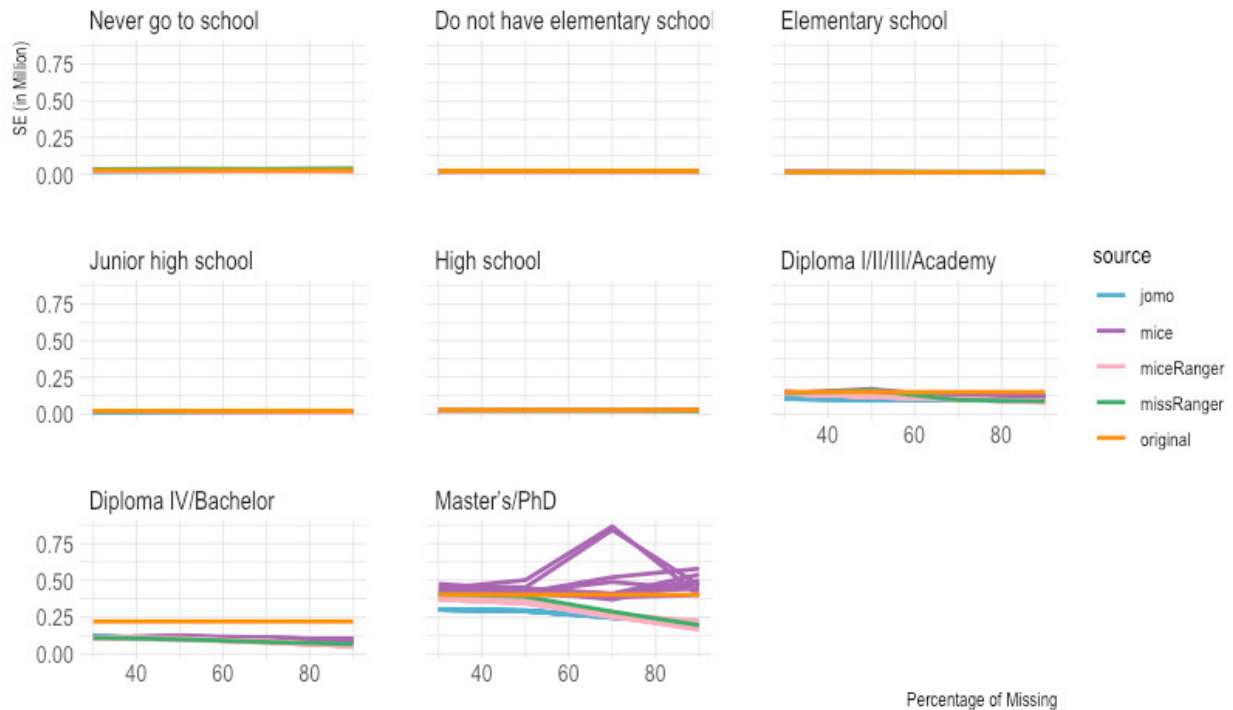 Never go to school
Do not have elementary school
Elementary school
SE (in Million)
0.75
0.50
0.25
0.00
Junior high school
High school
Diploma I/II/III/Academy
0.75
0.50
0.25
0.00
40
60
80
source
jomo
mice
miceRanger
missRanger
original
Diploma IV/Bachelor
Master's/PhD
0.75
0.50
0.25
0.00
40
60
80
40
60
80
Percentage of Missing